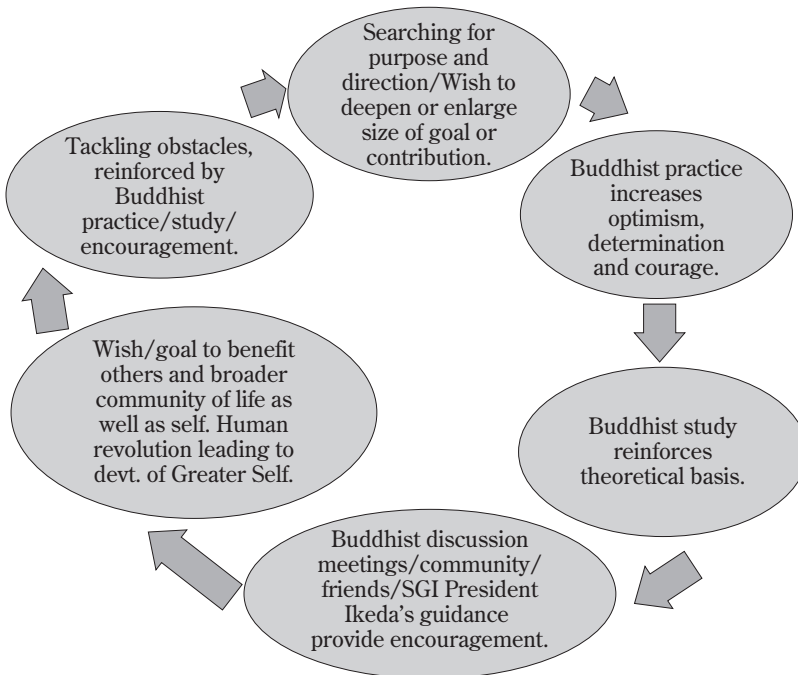 Searching for
purpose and
direction/Wish to
deepen or enlarge
size of goal or
contribution.
Buddhist practice
increases
optimism,
determination
and courage.
Buddhist study
reinforces
theoretical basis.
Buddhist discussion
meetings/community/
friends/SGI President
Ikeda's guidance
provide encouragement.
Wish/goal to benefit
others and broader
community of life as
well as self. Human
revolution leading to
devt. of Greater Self.
Tackling obstacles,
reinforced by
Buddhist
practice/study/
encouragement.